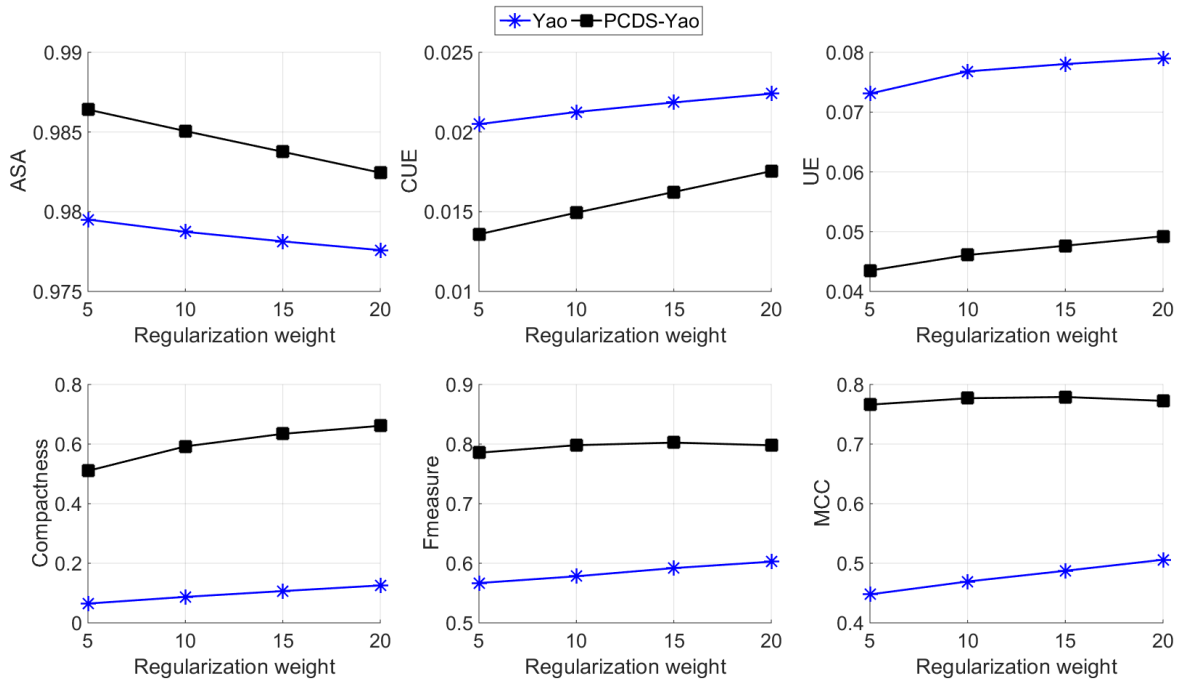 Yao PCDS-Yao
0.99
0.985
0.98
0.975
ASA
5 10 15 20
Regularization weight
0.025
0.02
0.015
0.01
CUE
5 10 15 20
Regularization weight
0.08
0.07
0.06
0.05
0.04
UE
5 10 15 20
Regularization weight
0.8
0.6
0.4
0.2
0
Compactness
5 10 15 20
Regularization weight
0.9
0.8
0.7
0.6
0.5
Fmeasure
5 10 15 20
Regularization weight
0.8
0.7
0.6
0.5
0.4
MCC
5 10 15 20
Regularization weight